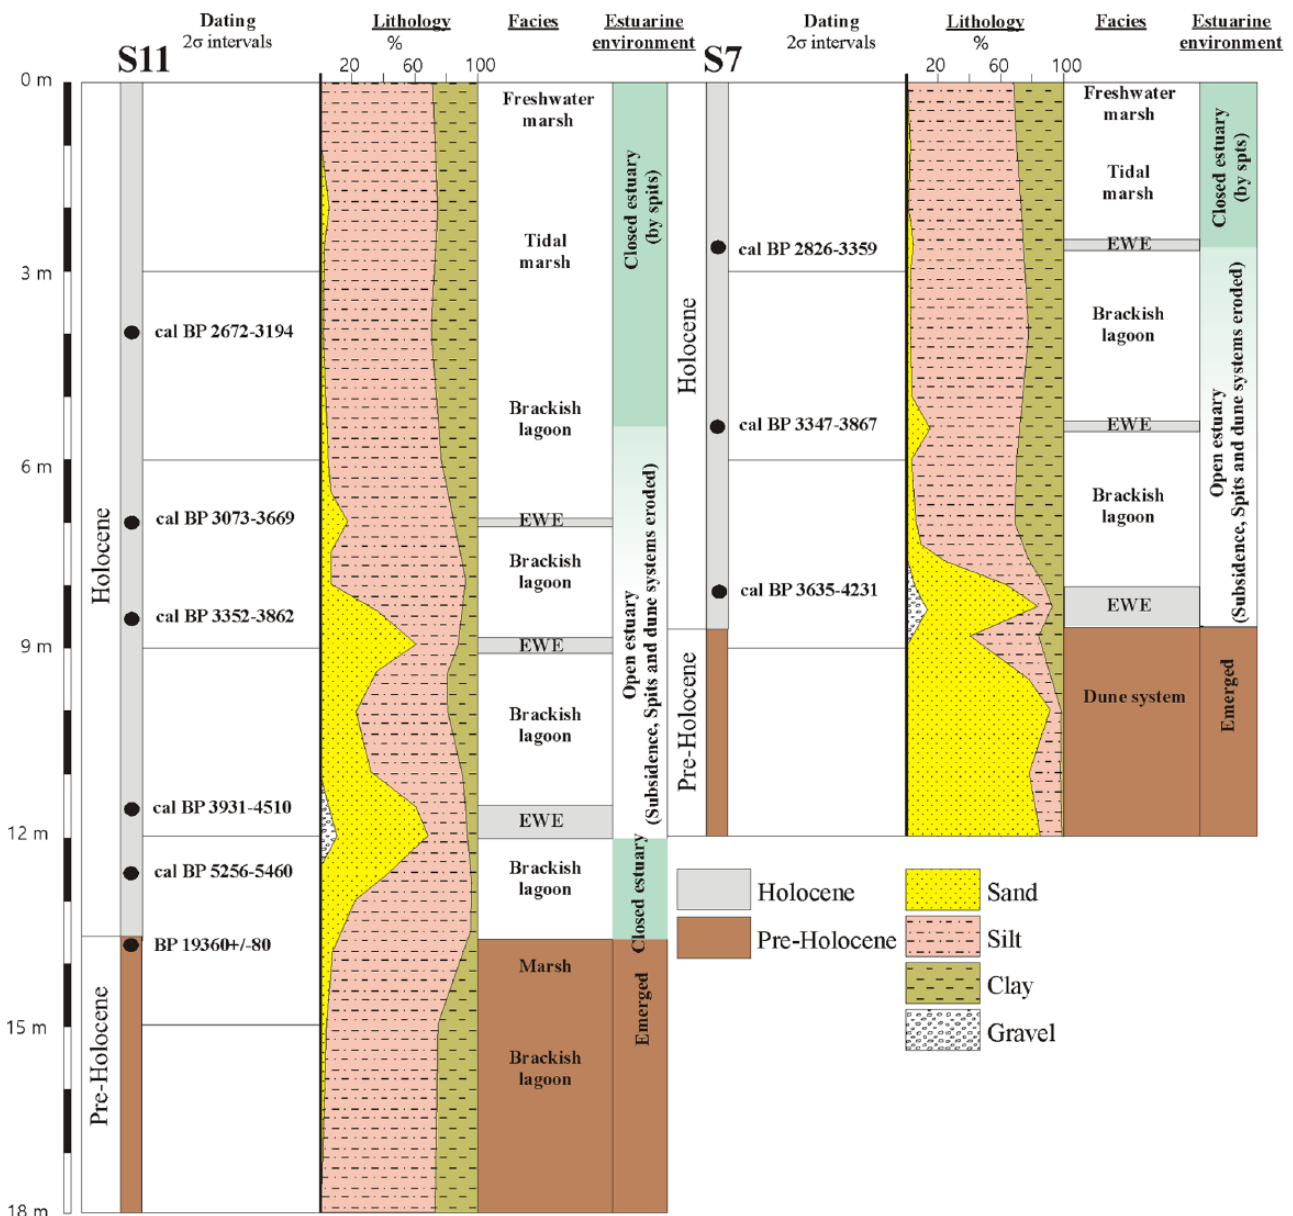 Dating
2σ intervals
Lithology
%
Facies
Estuarine
environment
S11
20
60
100
Dating
2σ intervals
Lithology
%
Facies
Estuarine
environment
S7
20
60
100
0 m
3 m
6 m
9 m
12 m
15 m
18 m
Holocene
Pre-Holocene
cal BP 2672-3194
cal BP 3073-3669
cal BP 3352-3862
cal BP 3931-4510
cal BP 5256-5460
BP 19360+/-80
Freshwater
marsh
Tidal
marsh
Brackish
lagoon
EWE
Brackish
lagoon
EWE
Brackish
lagoon
EWE
Brackish
lagoon
Marsh
Brackish
lagoon
Closed estuary
(by spits)
Open estuary
(Subsidence, Spits and dune systems eroded)
Closed estuary
Emerged
Holocene
Pre-Holocene
cal BP 2826-3359
cal BP 3347-3867
cal BP 3635-4231
Freshwater
marsh
Tidal
marsh
EWE
Brackish
lagoon
EWE
Brackish
lagoon
EWE
Dune system
Closed estuary
(by spts)
Open estuary
(Subsidence, Spits and dune systems eroded)
Emerged
Holocene
Pre-Holocene
Sand
Silt
Clay
Gravel